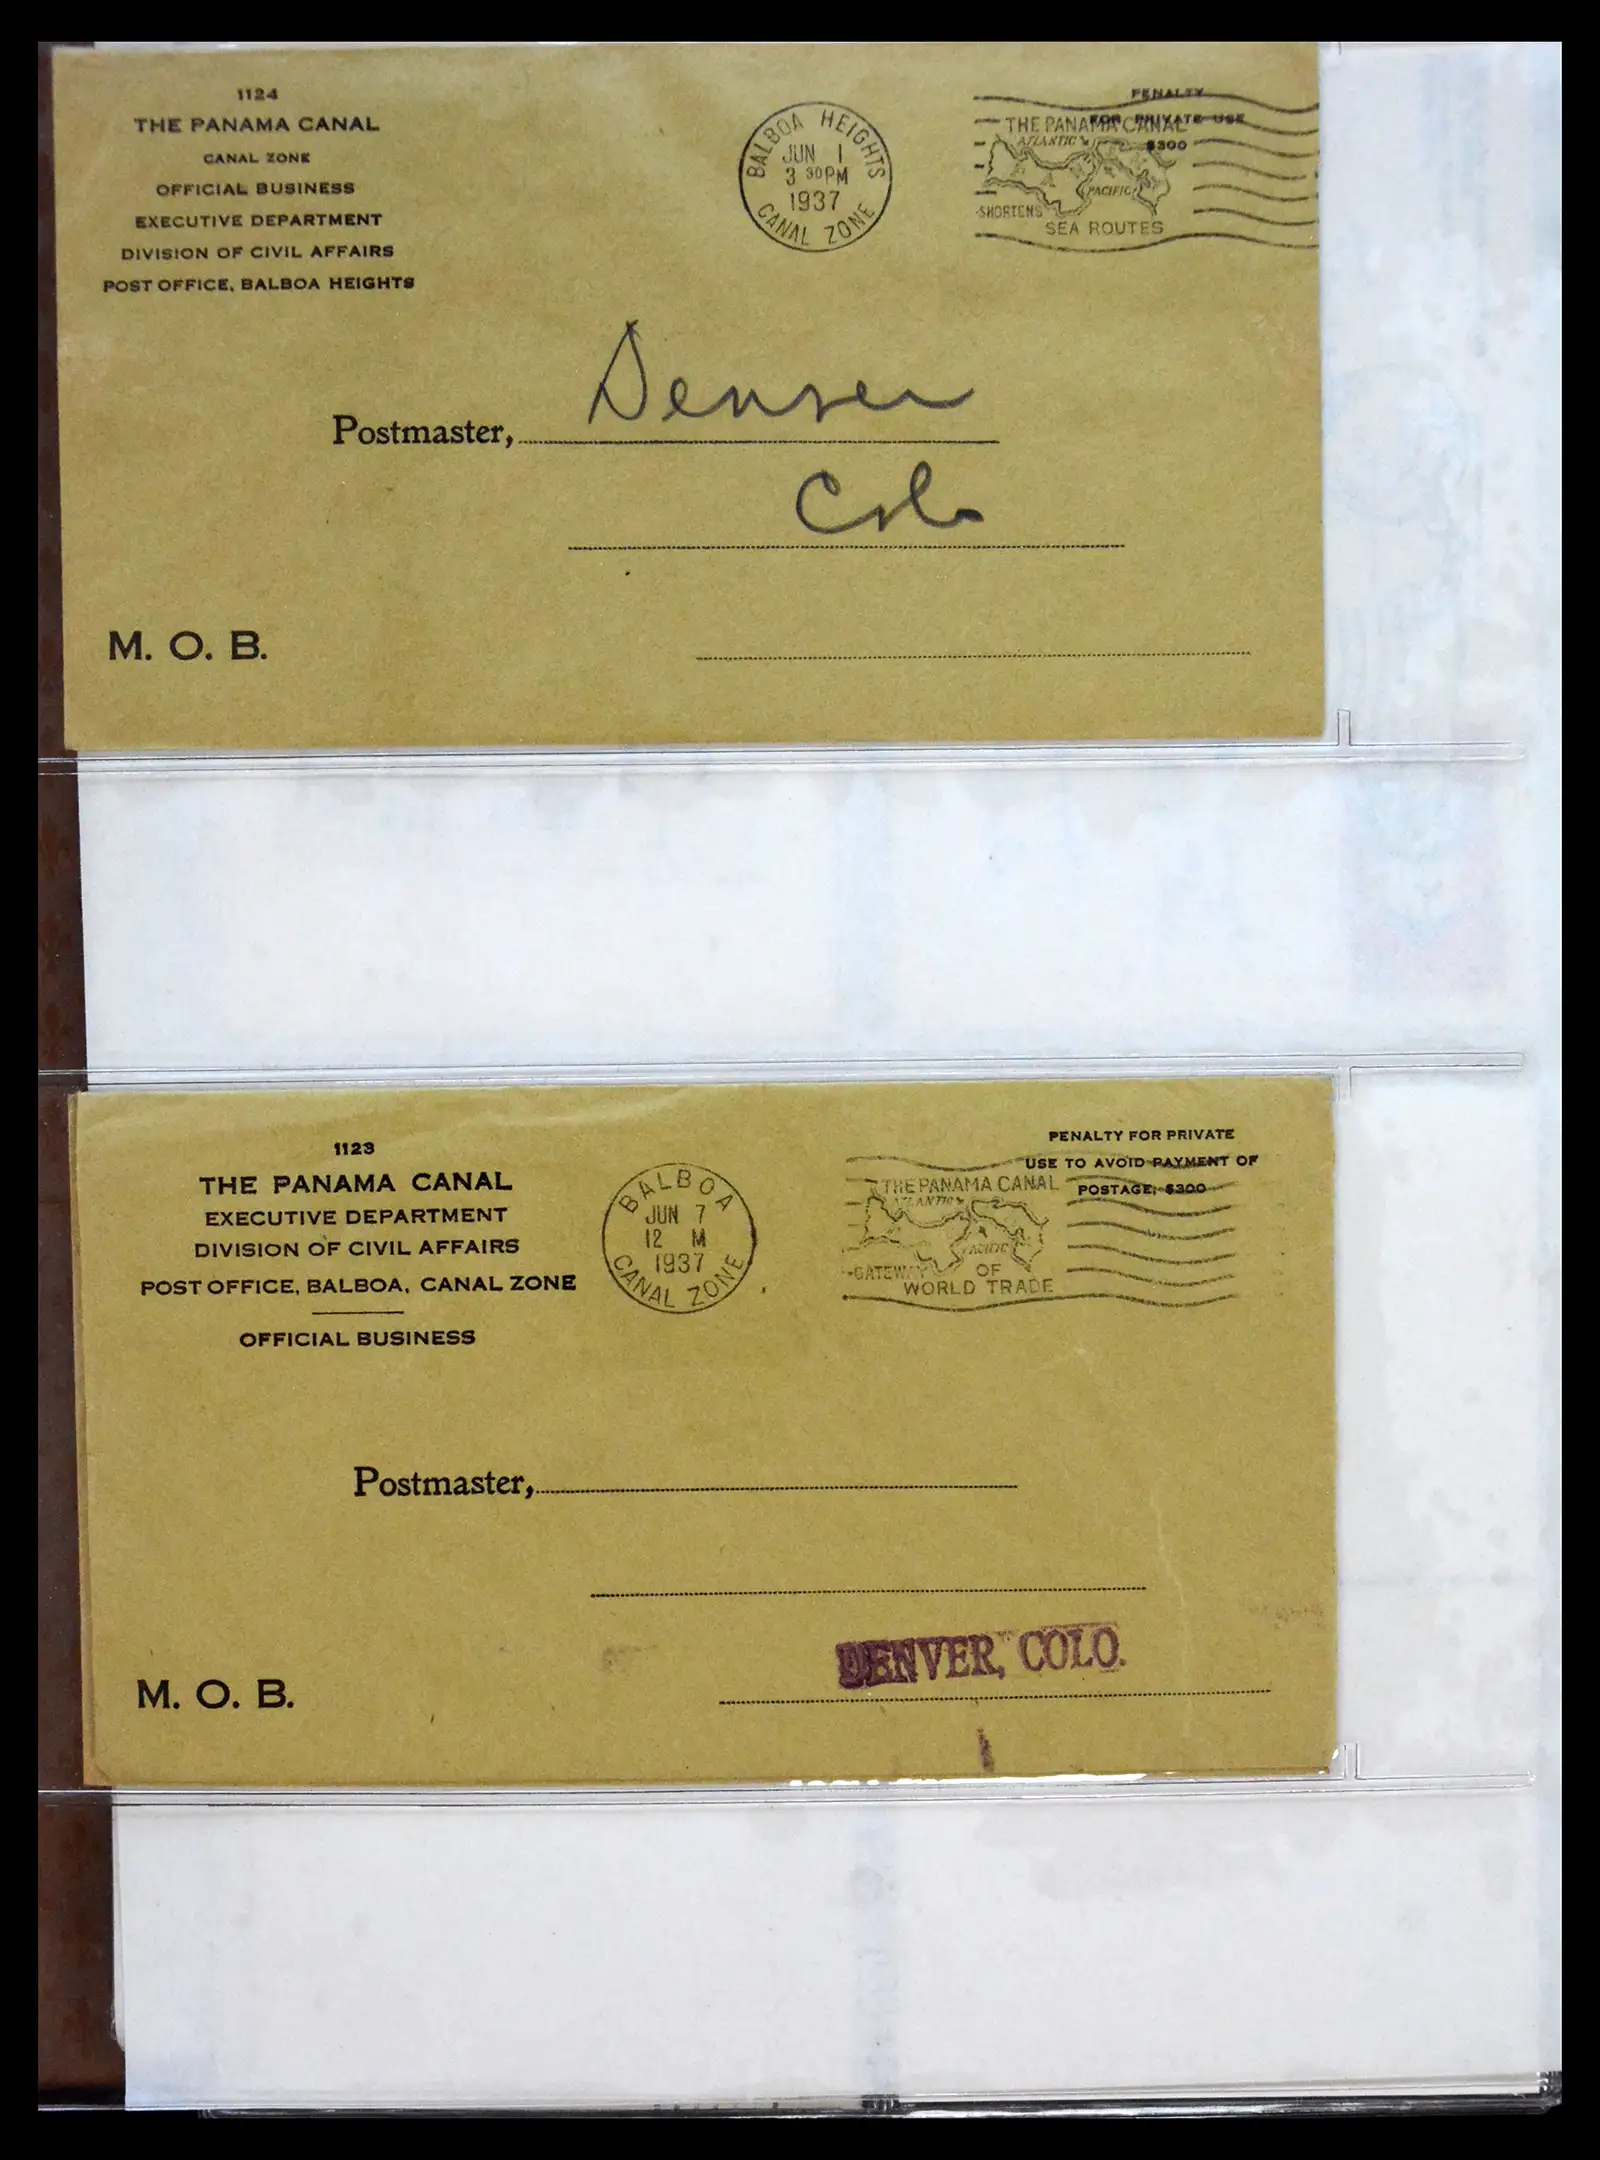 1124
THE PANAMA CANAL
CANAL ZONE
OFFICIAL BUSINESS
EXECUTIVE DEPARTMENT
DIVISION OF CIVIL AFFAIRS
POST OFFICE, BALBOA HEIGHTS
BALBOA HEIGHTS
JUN 1
3 30PM
1937
CANAL ZONE
PENALTY
FOR PRIVATE USE
$300
THE PANAMA CANAL
ATLANTIC
PACIFIC
SHORTENS
SEA ROUTES
Denver
Postmaster,
Colo
M. O. B.
1123
THE PANAMA CANAL
EXECUTIVE DEPARTMENT
DIVISION OF CIVIL AFFAIRS
POST OFFICE, BALBOA, CANAL ZONE
OFFICIAL BUSINESS
BALBOA
JUN 7
12 M
1937
CANAL ZONE
PENALTY FOR PRIVATE
USE TO AVOID PAYMENT OF
POSTAGE, $300
THE PANAMA CANAL
ATLANTIC
PACIFIC
GATEWAY OF
WORLD TRADE
Postmaster,
DENVER, COLO.
M. O. B.